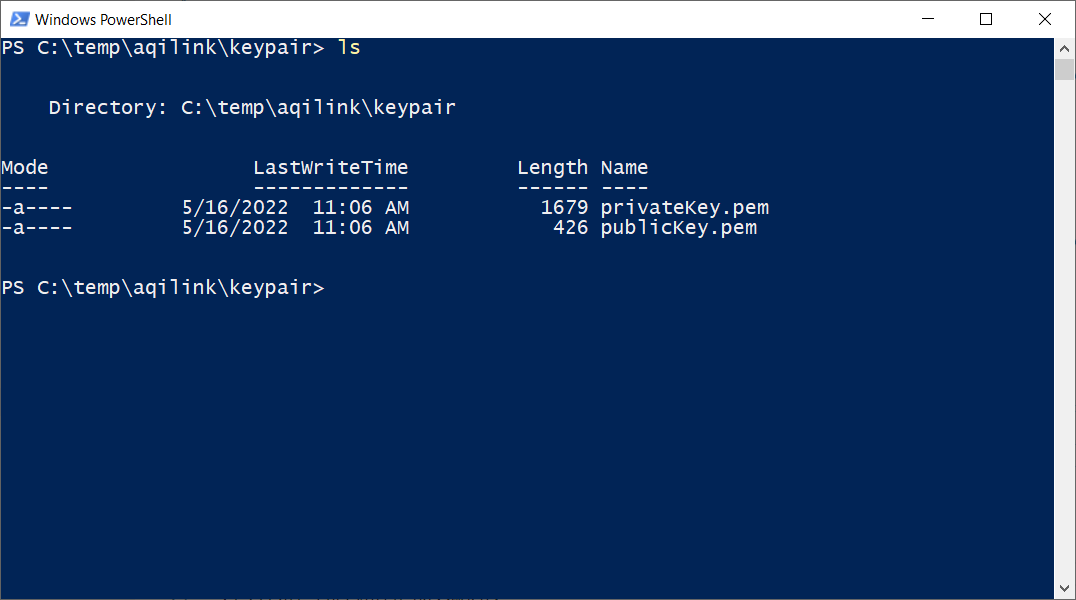 Windows PowerShell
PS C:\temp\aqilink\keypair> ls
Directory: C:\temp\aqilink\keypair
Mode                 LastWriteTime         Length Name
----                 -------------         ------ ----
-a----         5/16/2022  11:06 AM           1679 privateKey.pem
-a----         5/16/2022  11:06 AM            426 publicKey.pem
PS C:\temp\aqilink\keypair>